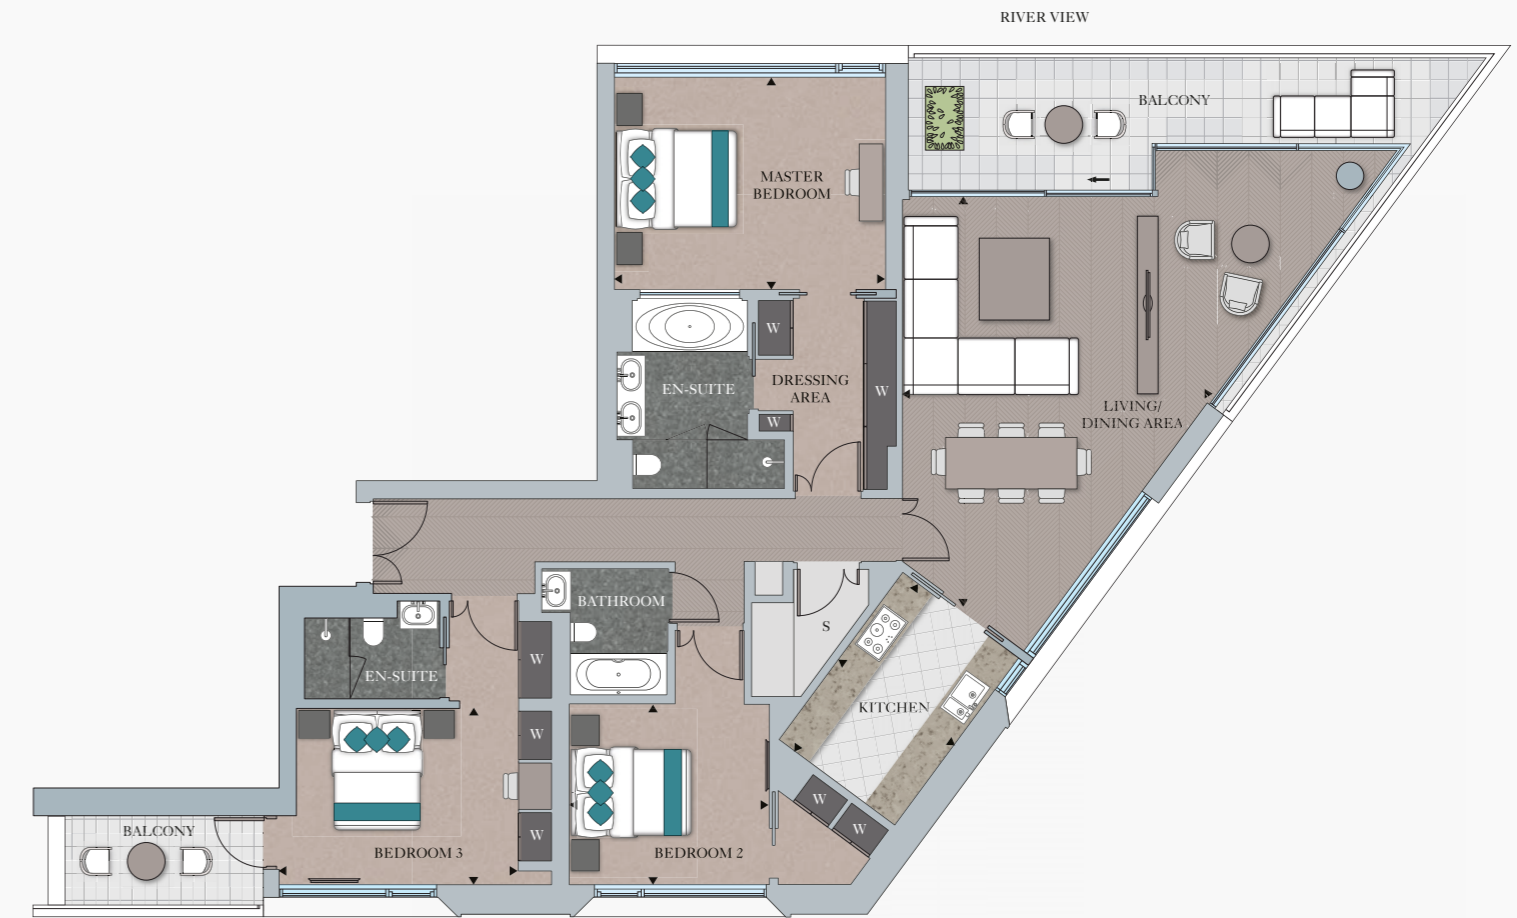 RIVER VIEW
BALCONY
MASTER
BEDROOM
W
EN-SUITE
DRESSING
AREA
W
W
LIVING/
DINING AREA
BATHROOM
S
EN-SUITE
W
KITCHEN
W
W
W
W
BALCONY
BEDROOM 3
BEDROOM 2